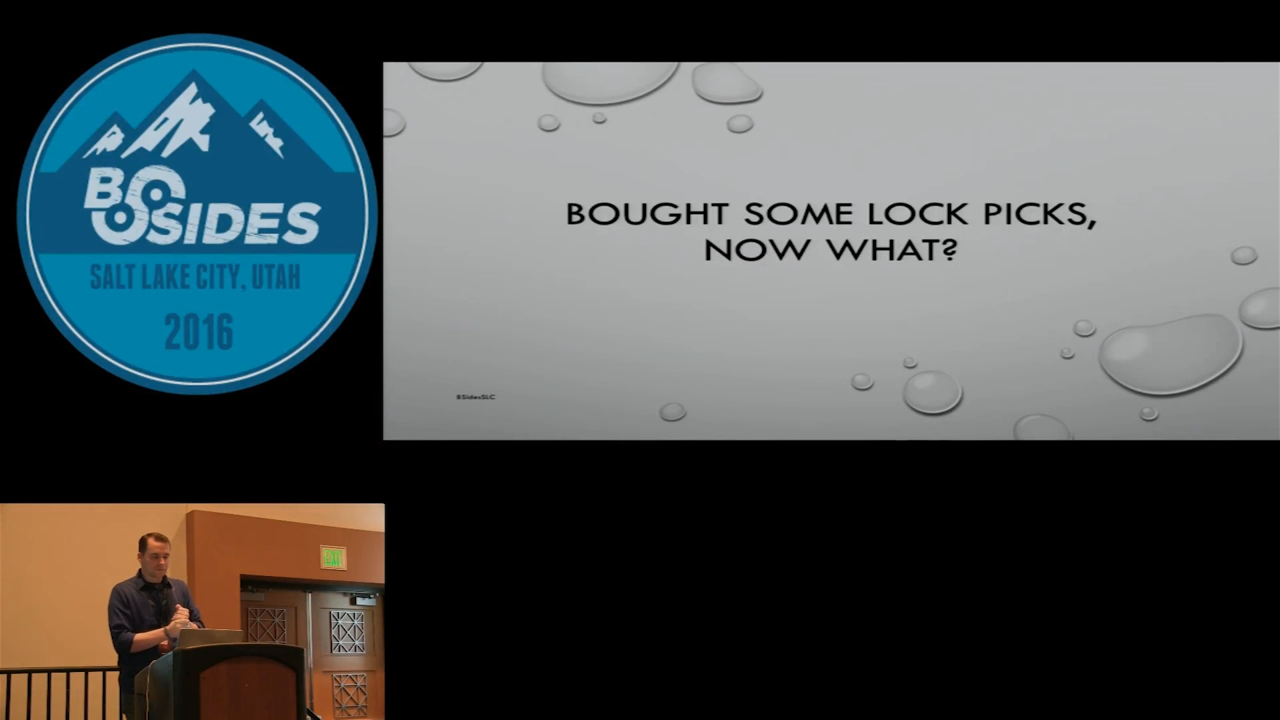 BSIDES
SALT LAKE CITY, UTAH
2016
BOUGHT SOME LOCK PICKS,
NOW WHAT?
BSidesSLC
EXIT